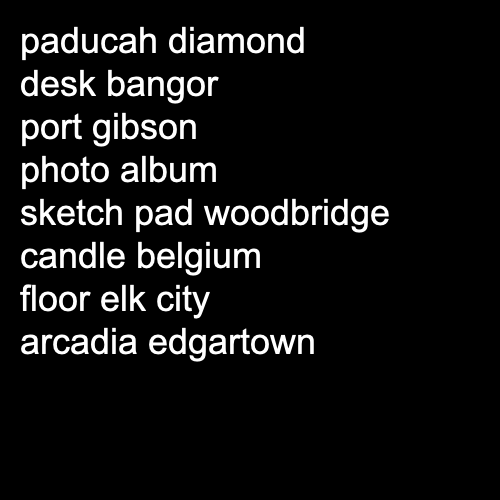 paducah diamond
desk bangor
port gibson
photo album
sketch pad woodbridge
candle belgium
floor elk city
arcadia edgartown